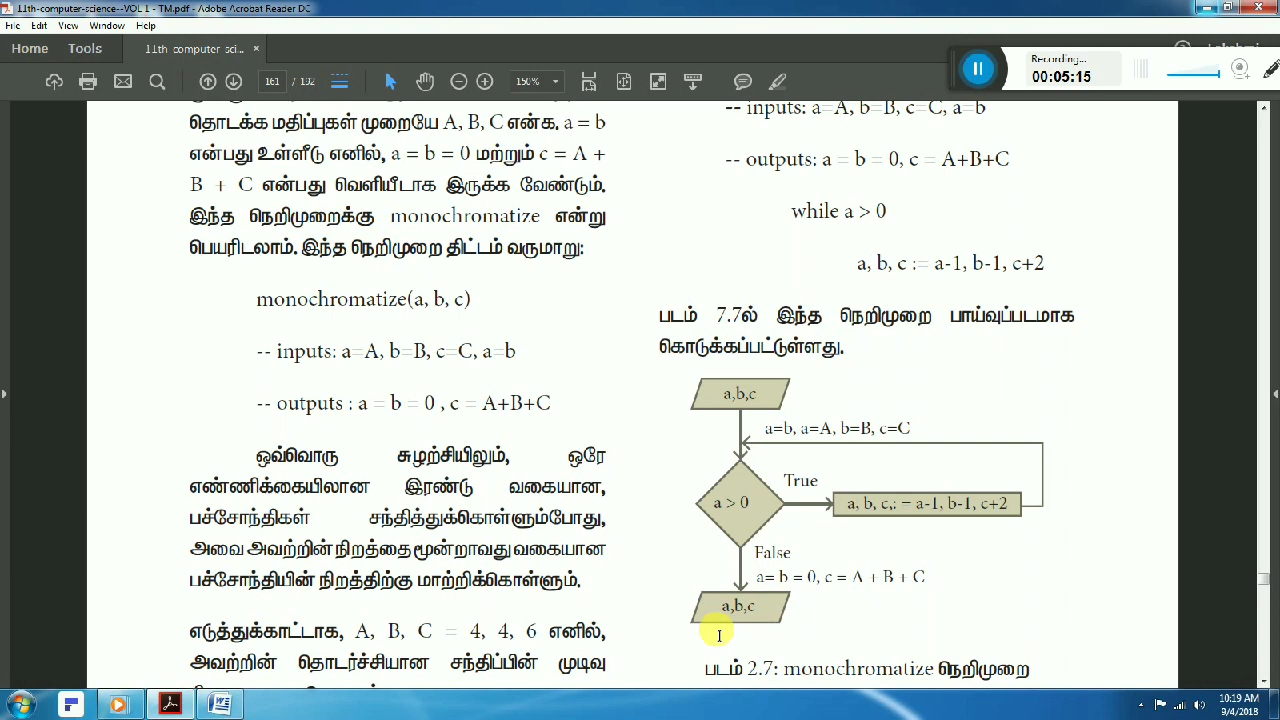 11th-computer-science--VOL 1 - TM.pdf - Adobe Acrobat Reader DC
File Edit View Window Help
Home Tools 11th-computer-sci... ×
161 / 192 150%
Recording...
00:05:15
தொடக்க மதிப்புகள் முறையே A, B, C என்க. a = b
என்பது உள்ளீடு எனில், a = b = 0 மற்றும் c = A +
B + C என்பது வெளியீடாக இருக்க வேண்டும்.
இந்த நெறிமுறைக்கு monochromatize என்று
பெயரிடலாம். இந்த நெறிமுறை திட்டம் வருமாறு:
monochromatize(a, b, c)
-- inputs: a=A, b=B, c=C, a=b
-- outputs : a = b = 0 , c = A+B+C
ஒவ்வொரு சுழற்சியிலும், ஒரே
எண்ணிக்கையிலான இரண்டு வகையான,
பச்சோந்திகள் சந்தித்துக்கொள்ளும்போது,
அவை அவற்றின் நிறத்தை மூன்றாவது வகையான
பச்சோந்தியின் நிறத்திற்கு மாற்றிக்கொள்ளும்.
எடுத்துக்காட்டாக, A, B, C = 4, 4, 6 எனில்,
அவற்றின் தொடர்ச்சியான சந்திப்பின் முடிவு
-- inputs: a=A, b=B, c=C, a=b
-- outputs: a = b = 0, c = A+B+C
while a > 0
a, b, c := a-1, b-1, c+2
படம் 7.7ல் இந்த நெறிமுறை பாய்வுப்படமாக
கொடுக்கப்பட்டுள்ளது.
a,b,c
a=b, a=A, b=B, c=C
True
a > 0
a, b, c,: = a-1, b-1, c+2
False
a= b = 0, c = A + B + C
a,b,c
படம் 2.7: monochromatize நெறிமுறை
10:19 AM
9/4/2018